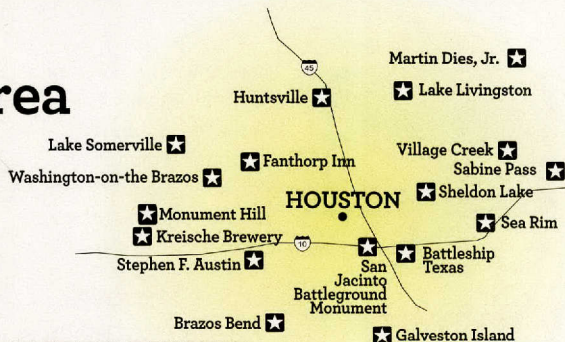 rea
45
Martin Dies, Jr.
Huntsville
Lake Livingston
Lake Somerville
Village Creek
Fanthorp Inn
Sabine Pass
Washington-on-the Brazos
HOUSTON
Sheldon Lake
Monument Hill
Sea Rim
Kreische Brewery
10
Stephen F. Austin
San
Jacinto
Battleground
Monument
Battleship
Texas
Brazos Bend
Galveston Island